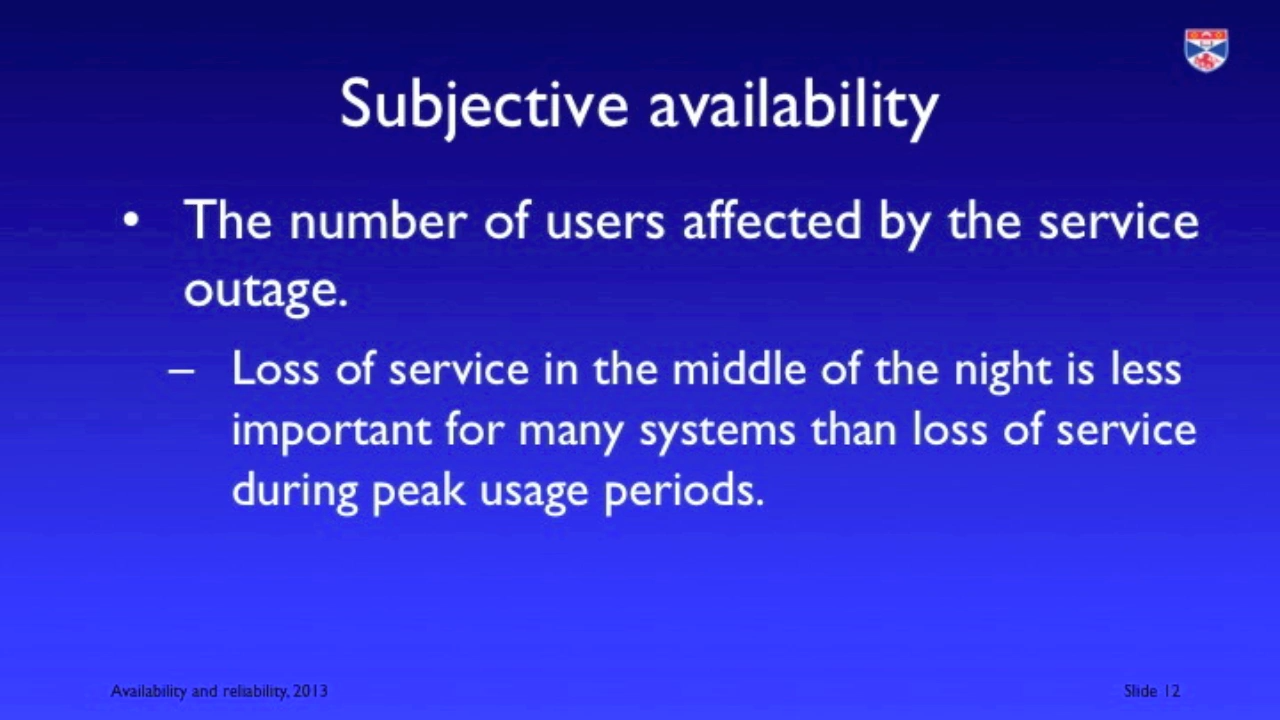 Subjective availability
• The number of users affected by the service
outage.
– Loss of service in the middle of the night is less
important for many systems than loss of service
during peak usage periods.
Availability and reliability, 2013
Slide 12